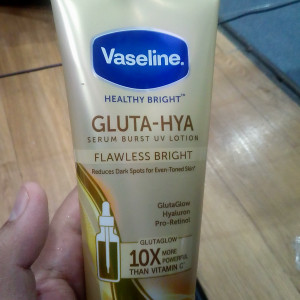 Vaseline.
HEALTHY BRIGHT™
GLUTA-HYA
SERUM BURST UV LOTION
FLAWLESS BRIGHT
Reduces Dark Spots for Even-Toned Skin*
GlutaGlow
Hyaluron
Pro-Retinol
GLUTAGLOW
10X MORE
POWERFUL
THAN VITAMIN C